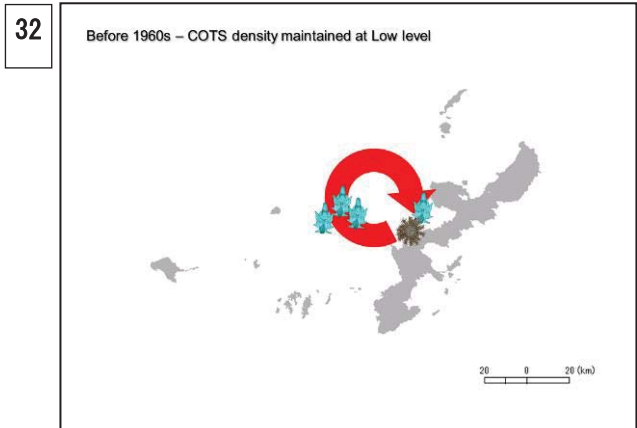 32
Before 1960s – COTS density maintained at Low level
20 0 20 (km)